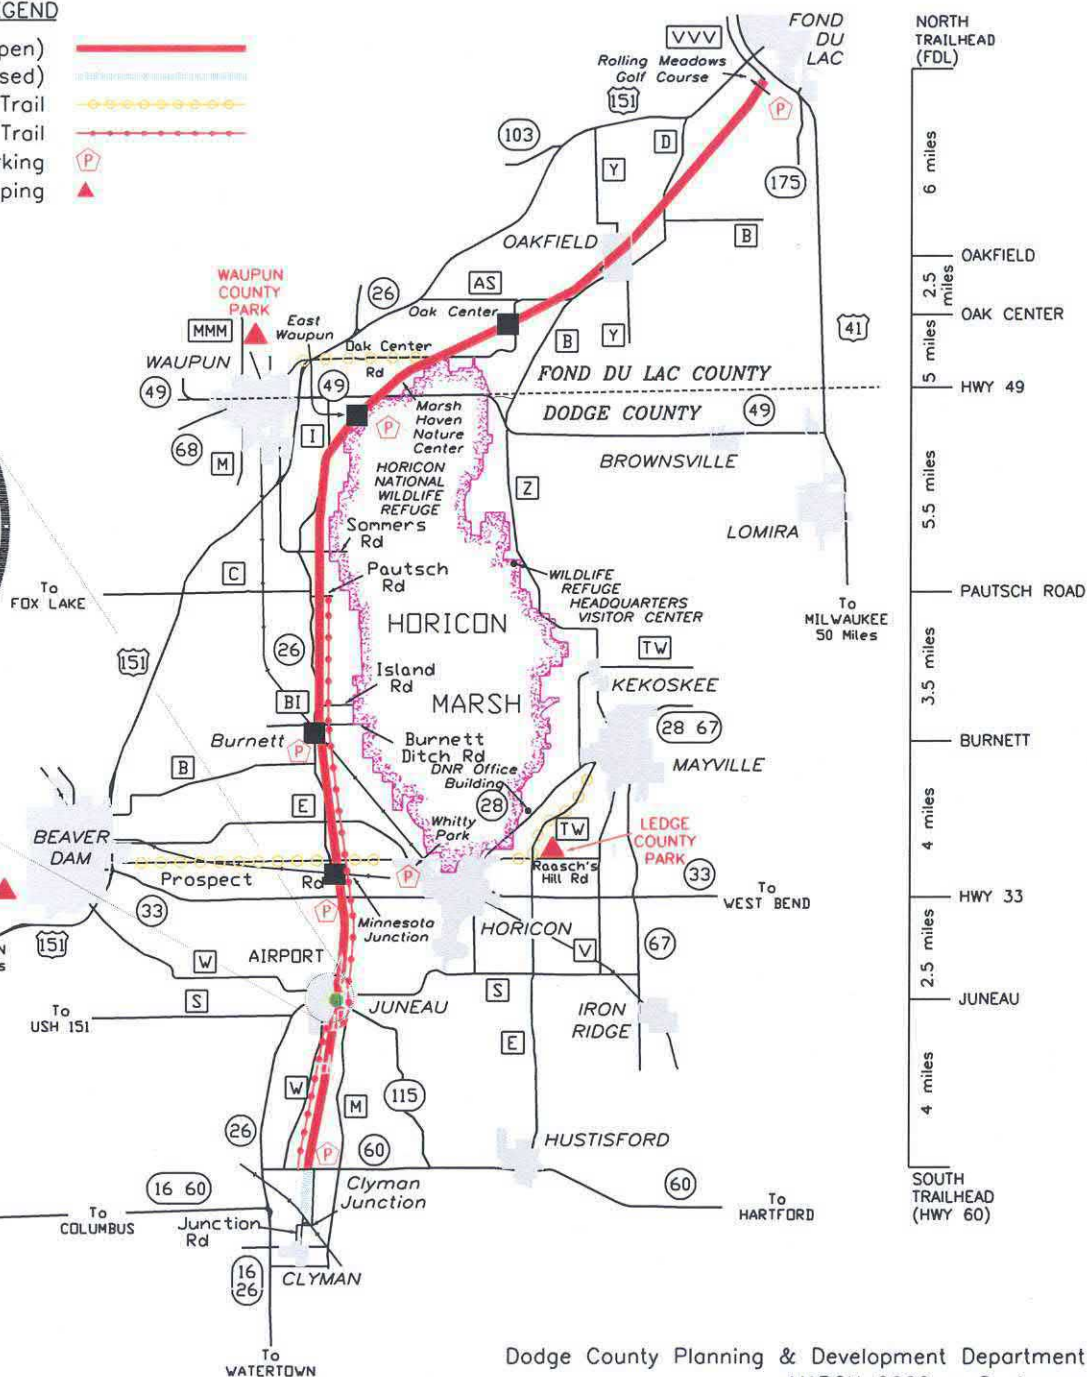 EGEND
pen)
sed)
Trail
Trail
rking
P
ping
FOND
DU
LAC
VVV
Rolling Meadows
Golf Course
151
P
103
D
Y
175
B
OAKFIELD
AS
26
Oak Center
WAUPUN
COUNTY
PARK
MMM
East
Waupun
Oak Center
Rd
B
Y
41
WAUPUN
49
49
FOND DU LAC COUNTY
DODGE COUNTY
49
Marsh
Haven
Nature
Center
P
I
68
M
BROWNSVILLE
HORICON
NATIONAL
WILDLIFE
REFUGE
Z
Sommers
Rd
LOMIRA
Pautsch
Rd
C
To
FOX LAKE
WILDLIFE
REFUGE
HEADQUARTERS
VISITOR CENTER
To
MILWAUKEE
50 Miles
HORICON
MARSH
151
26
TW
Island
Rd
KEKOSKEE
BI
28 67
Burnett
P
Burnett
Ditch Rd
MAYVILLE
B
DNR Office
Building
E
28
Whitty
Park
TW
LEDGE
COUNTY
PARK
BEAVER
DAM
Prospect
Rd
P
Raasch's
Hill Rd
33
To
WEST BEND
33
P
Minnesota
Junction
HORICON
151
N
s
AIRPORT
V
67
W
S
To
USH 151
JUNEAU
S
IRON
RIDGE
E
W
M
115
26
P
60
HUSTISFORD
16 60
Clyman
Junction
60
To
COLUMBUS
Junction
Rd
To
HARTFORD
16
26
CLYMAN
To
WATERTOWN
NORTH
TRAILHEAD
(FDL)
6 miles
OAKFIELD
2.5
miles
OAK CENTER
5 miles
HWY 49
5.5 miles
PAUTSCH ROAD
3.5 miles
BURNETT
4 miles
HWY 33
2.5 miles
JUNEAU
4 miles
SOUTH
TRAILHEAD
(HWY 60)
Dodge County Planning & Development Department